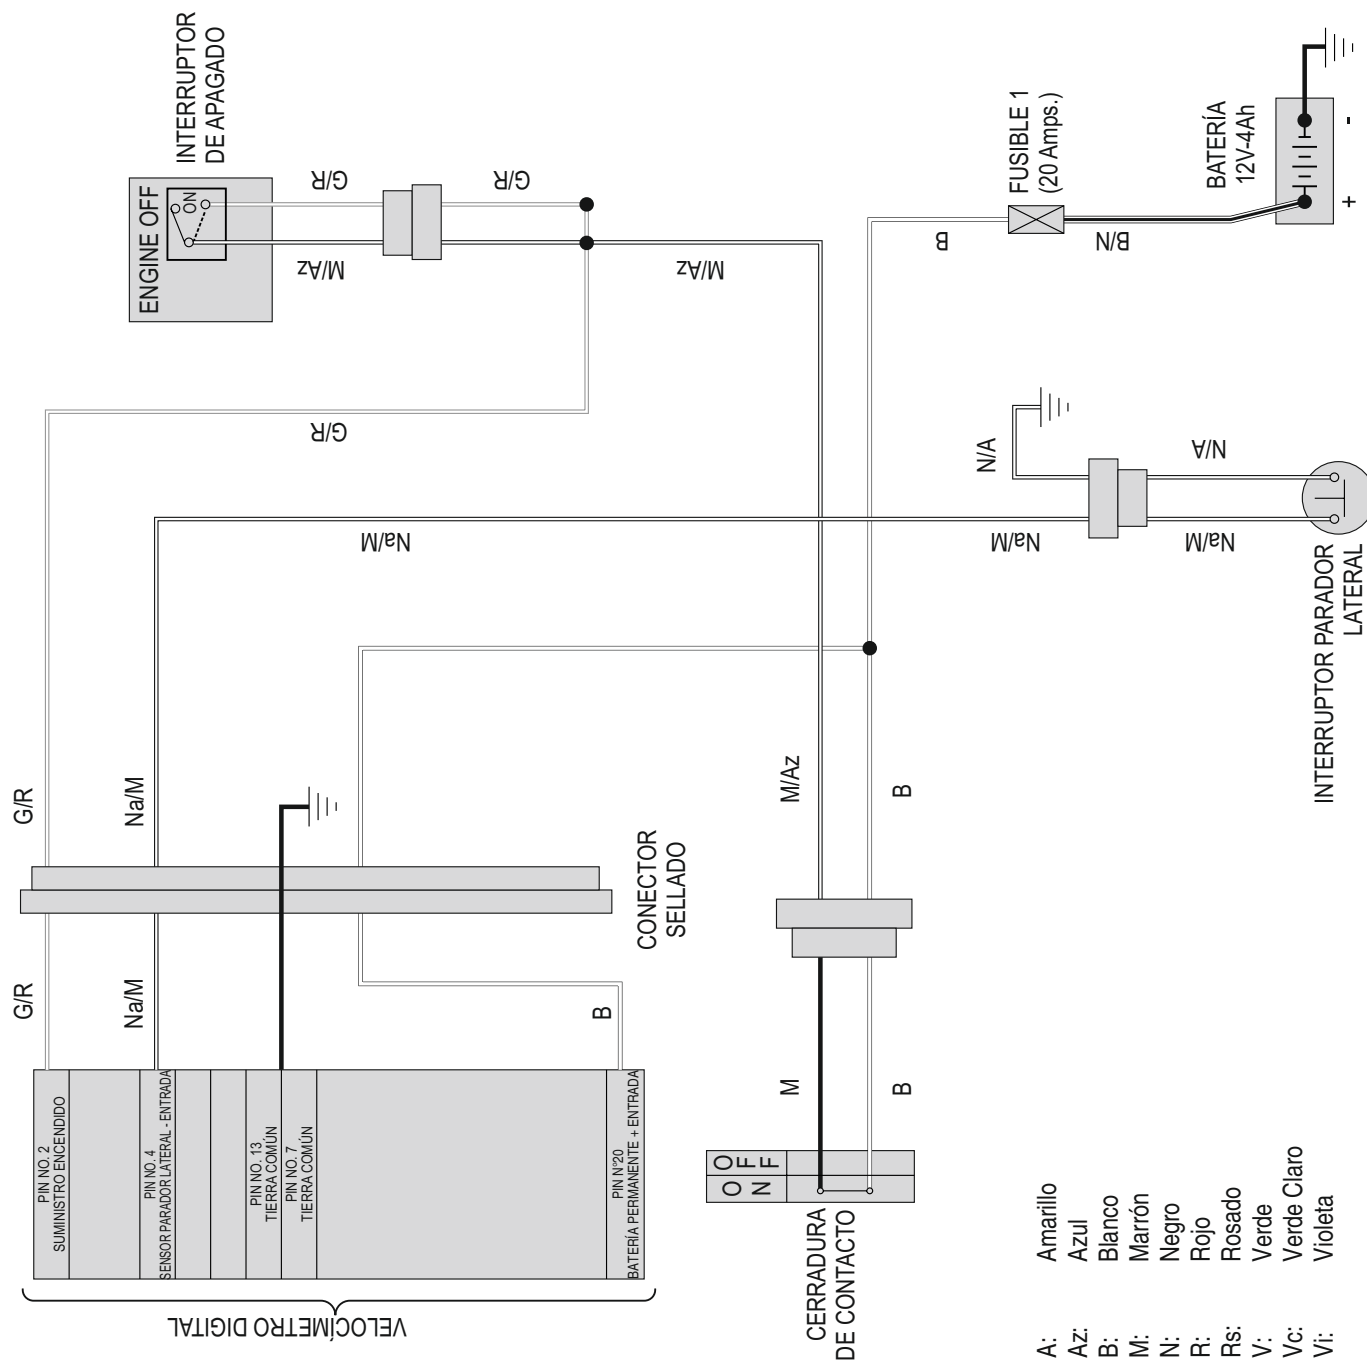 VELOCÍMETRO DIGITAL
PIN NO. 2
SUMINISTRO ENCENDIDO
PIN NO. 4
SENSOR PARADOR LATERAL - ENTRADA
PIN NO. 13
TIERRA COMÚN
PIN NO. 7
TIERRA COMÚN
PIN N°20
BATERÍA PERMANENTE + ENTRADA
G/R
Na/M
B
G/R
Na/M
CONECTOR
SELLADO
G/R
Na/M
INTERRUPTOR
DE APAGADO
ENGINE OFF
ON
G/R
M/Az
G/R
M/Az
CERRADURA
DE CONTACTO
ON
OFF
M
B
M/Az
B
B
FUSIBLE 1
(20 Amps.)
B/N
BATERÍA
12V-4Ah
+
-
N/A
Na/M
N/A
Na/M
INTERRUPTOR PARADOR
LATERAL
A: Amarillo
Az: Azul
B: Blanco
M: Marrón
N: Negro
R: Rojo
Rs: Rosado
V: Verde
Vc: Verde Claro
Vi: Violeta